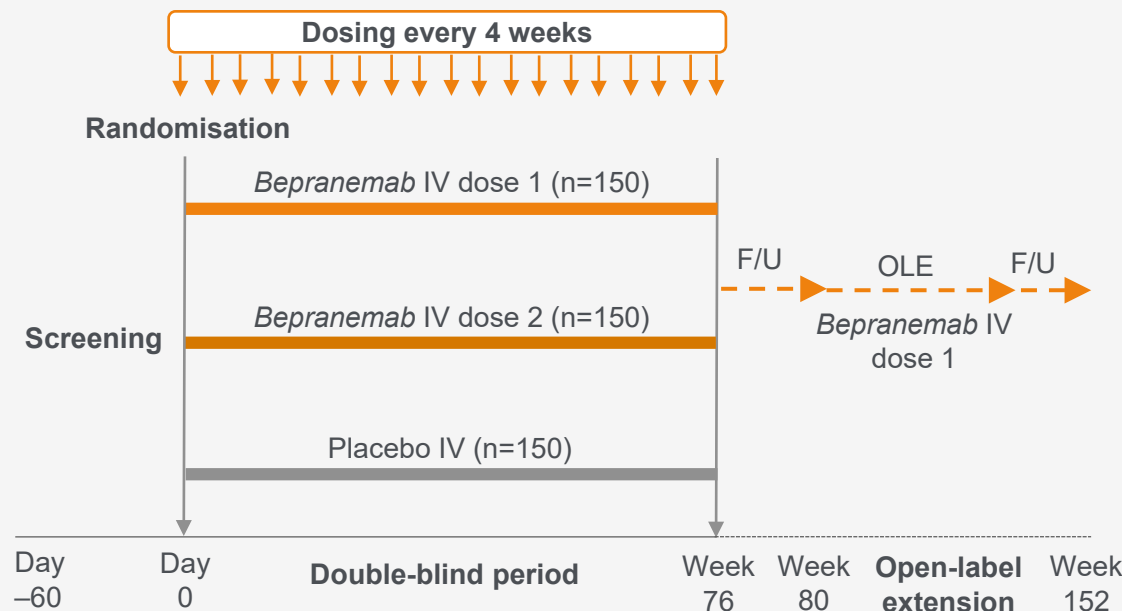 Dosing every 4 weeks
Randomisation
Bepranemab IV dose 1 (n=150)
F/U
OLE
F/U
Bepranemab IV
dose 1
Bepranemab IV dose 2 (n=150)
Screening
Placebo IV (n=150)
Day
–60
Day
0
Double-blind period
Week
76
Week
80
Open-label
extension
Week
152